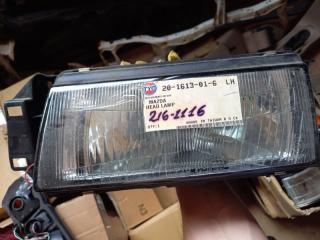 20-1613-01-6 LH
MAZDA
HEAD LAMP
216-1116
QTY:1
MADE IN TAIWAN R O C